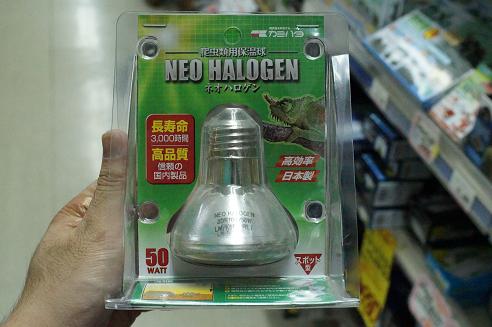 カミハタ
爬虫類用保温球
NEO HALOGEN
ネオハロゲン
長寿命
3,000時間
高品質
信頼の
国内製品
高効率
日本製
NEO HALOGEN
50
WATT
スポット
型